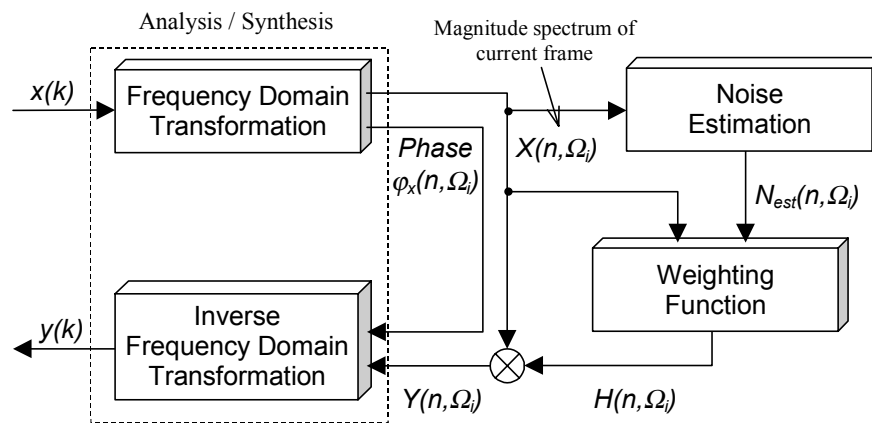 Analysis / Synthesis
Magnitude spectrum of
current frame
x(k)
Frequency Domain
Transformation
Noise
Estimation
Phase
φx(n,Ωi)
X(n,Ωi)
Nest(n,Ωi)
Weighting
Function
y(k)
Inverse
Frequency Domain
Transformation
Y(n,Ωi)
H(n,Ωi)